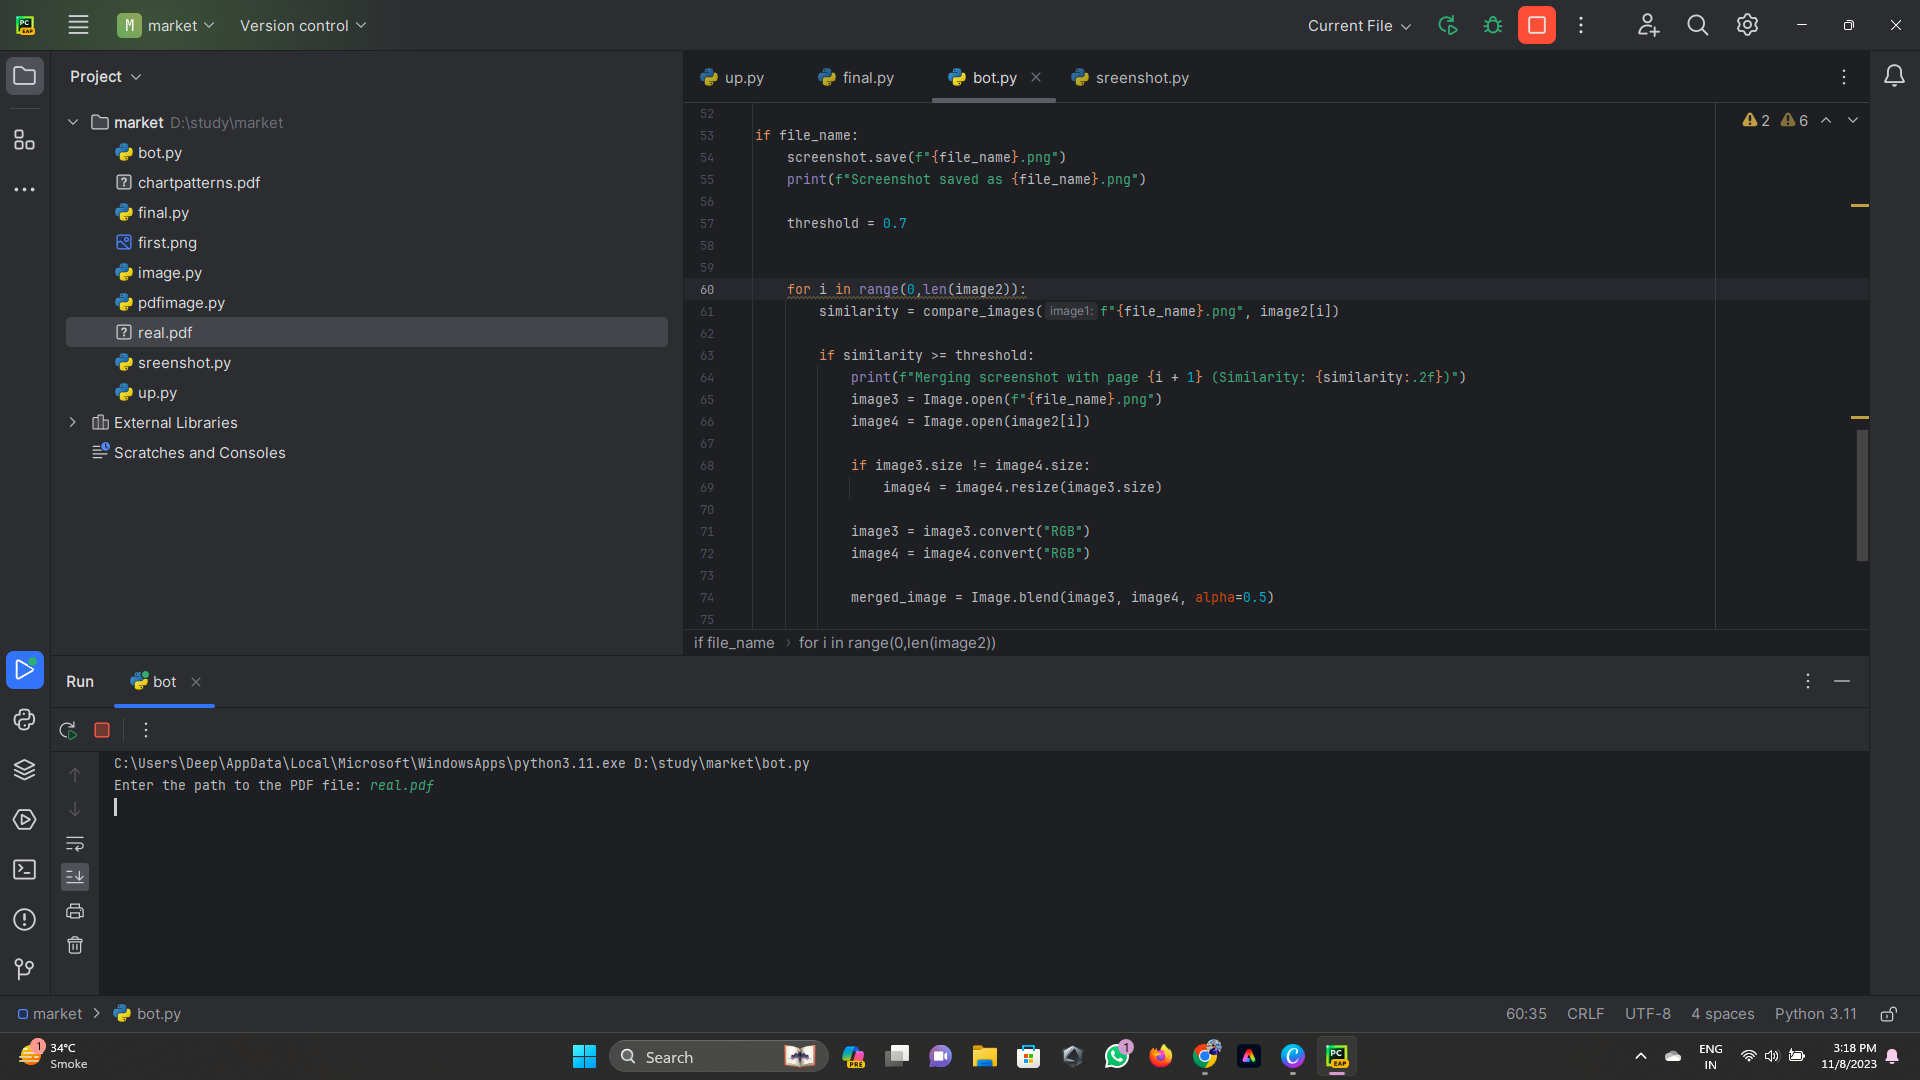 M market
Version control
Current File
Project
market D:\study\market
bot.py
chartpatterns.pdf
final.py
first.png
image.py
pdfimage.py
real.pdf
sreenshot.py
up.py
External Libraries
Scratches and Consoles
up.py
final.py
bot.py
sreenshot.py
2 6
52
53 if file_name:
54 screenshot.save(f"{file_name}.png")
55 print(f"Screenshot saved as {file_name}.png")
56
57 threshold = 0.7
58
59
60 for i in range(0,len(image2)):
61 similarity = compare_images( image1: f"{file_name}.png", image2[i])
62
63 if similarity >= threshold:
64 print(f"Merging screenshot with page {i + 1} (Similarity: {similarity:.2f})")
65 image3 = Image.open(f"{file_name}.png")
66 image4 = Image.open(image2[i])
67
68 if image3.size != image4.size:
69 image4 = image4.resize(image3.size)
70
71 image3 = image3.convert("RGB")
72 image4 = image4.convert("RGB")
73
74 merged_image = Image.blend(image3, image4, alpha=0.5)
75
if file_name › for i in range(0,len(image2))
Run
bot
C:\Users\Deep\AppData\Local\Microsoft\WindowsApps\python3.11.exe D:\study\market\bot.py
Enter the path to the PDF file: real.pdf
market > bot.py
60:35 CRLF UTF-8 4 spaces Python 3.11
1
34°C
Smoke
Search
PRE
1
PC
EAP
ENG
IN
3:18 PM
11/8/2023